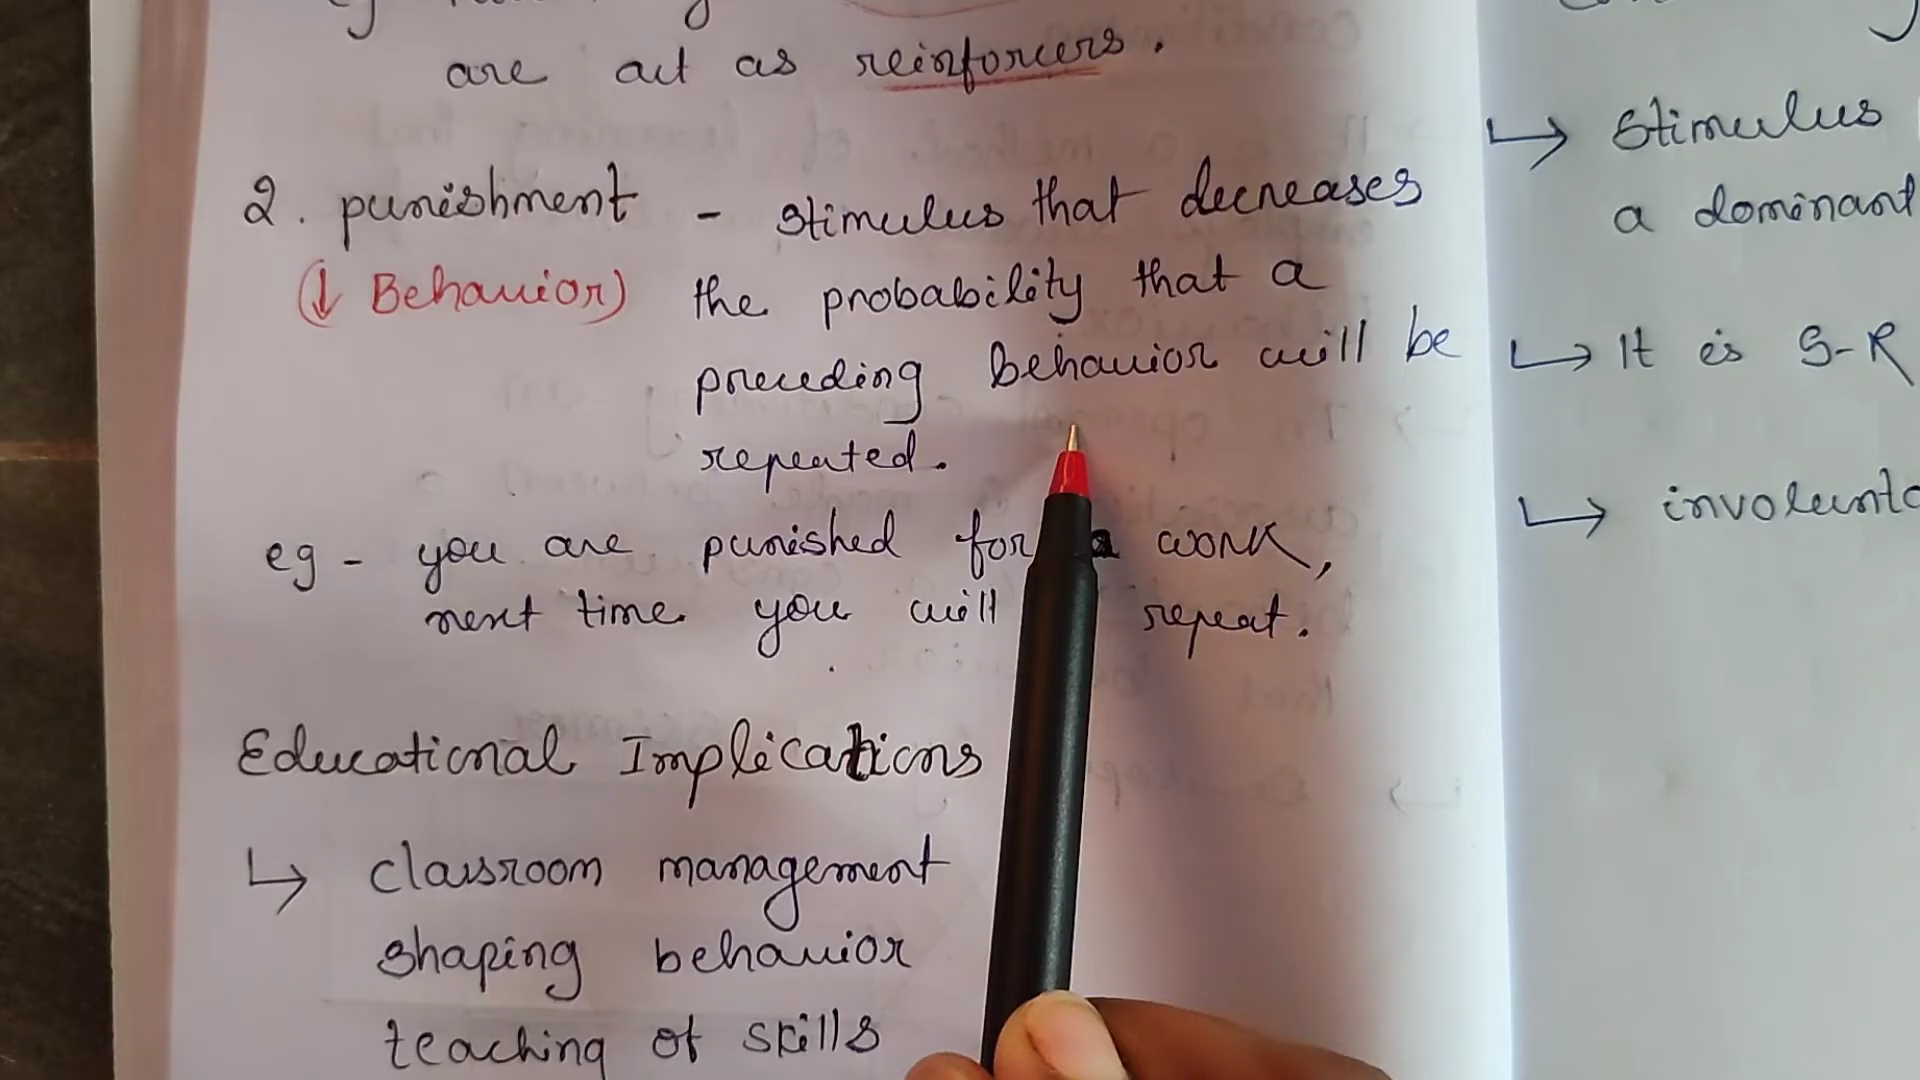 are act as reinforcers.
2. punishment - stimulus that decreases
(↓ Behavior) the probability that a
preceding behavior will be
repeated.
eg - you are punished for a work,
next time you will repeat.
Educational Implications
↳ classroom management
shaping behavior
teaching of skills
↳ Stimulus
a dominant
↳ It is S-R
↳